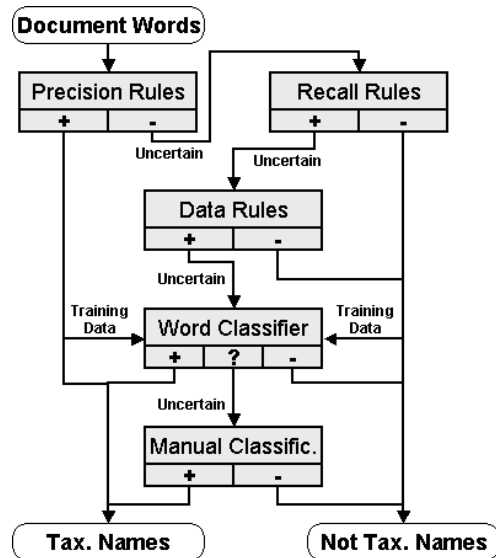 Document Words
Precision Rules
+ -
Recall Rules
+ -
Uncertain
Uncertain
Data Rules
+ -
Uncertain
Training
Data
Training
Data
Word Classifier
+ ? -
Uncertain
Manual Classific.
+ -
Tax. Names
Not Tax. Names